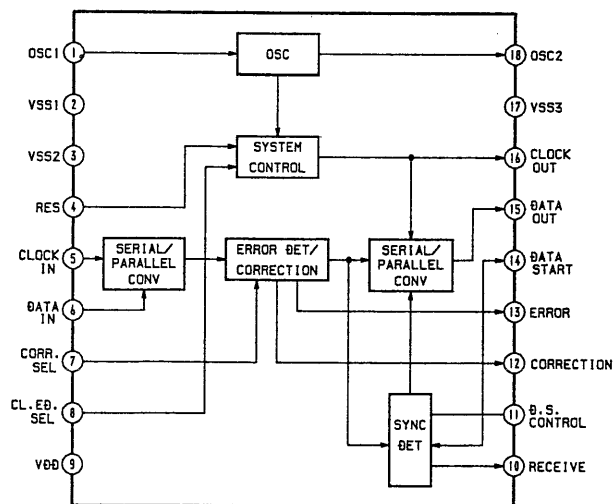 OSC1
1
VSS1
2
VSS2
3
RES
4
CLOCK
IN
5
DATA
IN
6
CORR.
SEL
7
CL.ED.
SEL
8
VDD
9
OSC
SYSTEM
CONTROL
SERIAL/
PARALLEL
CONV
ERROR DET/
CORRECTION
SERIAL/
PARALLEL
CONV
SYNC
DET
18
OSC2
17
VSS3
16
CLOCK
OUT
15
DATA
OUT
14
DATA
START
13
ERROR
12
CORRECTION
11
D.S.
CONTROL
10
RECEIVE